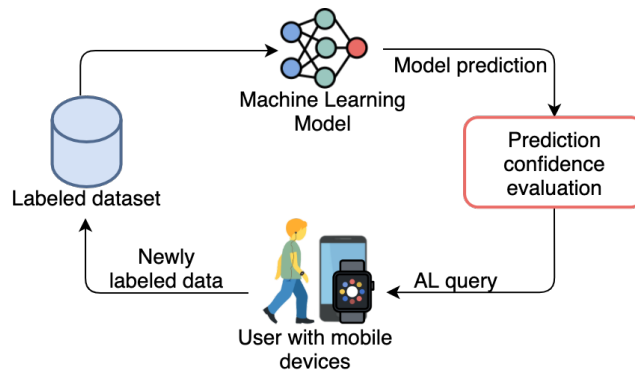 Machine Learning
Model
Model prediction
Prediction
confidence
evaluation
Labeled dataset
Newly
labeled data
AL query
User with mobile
devices